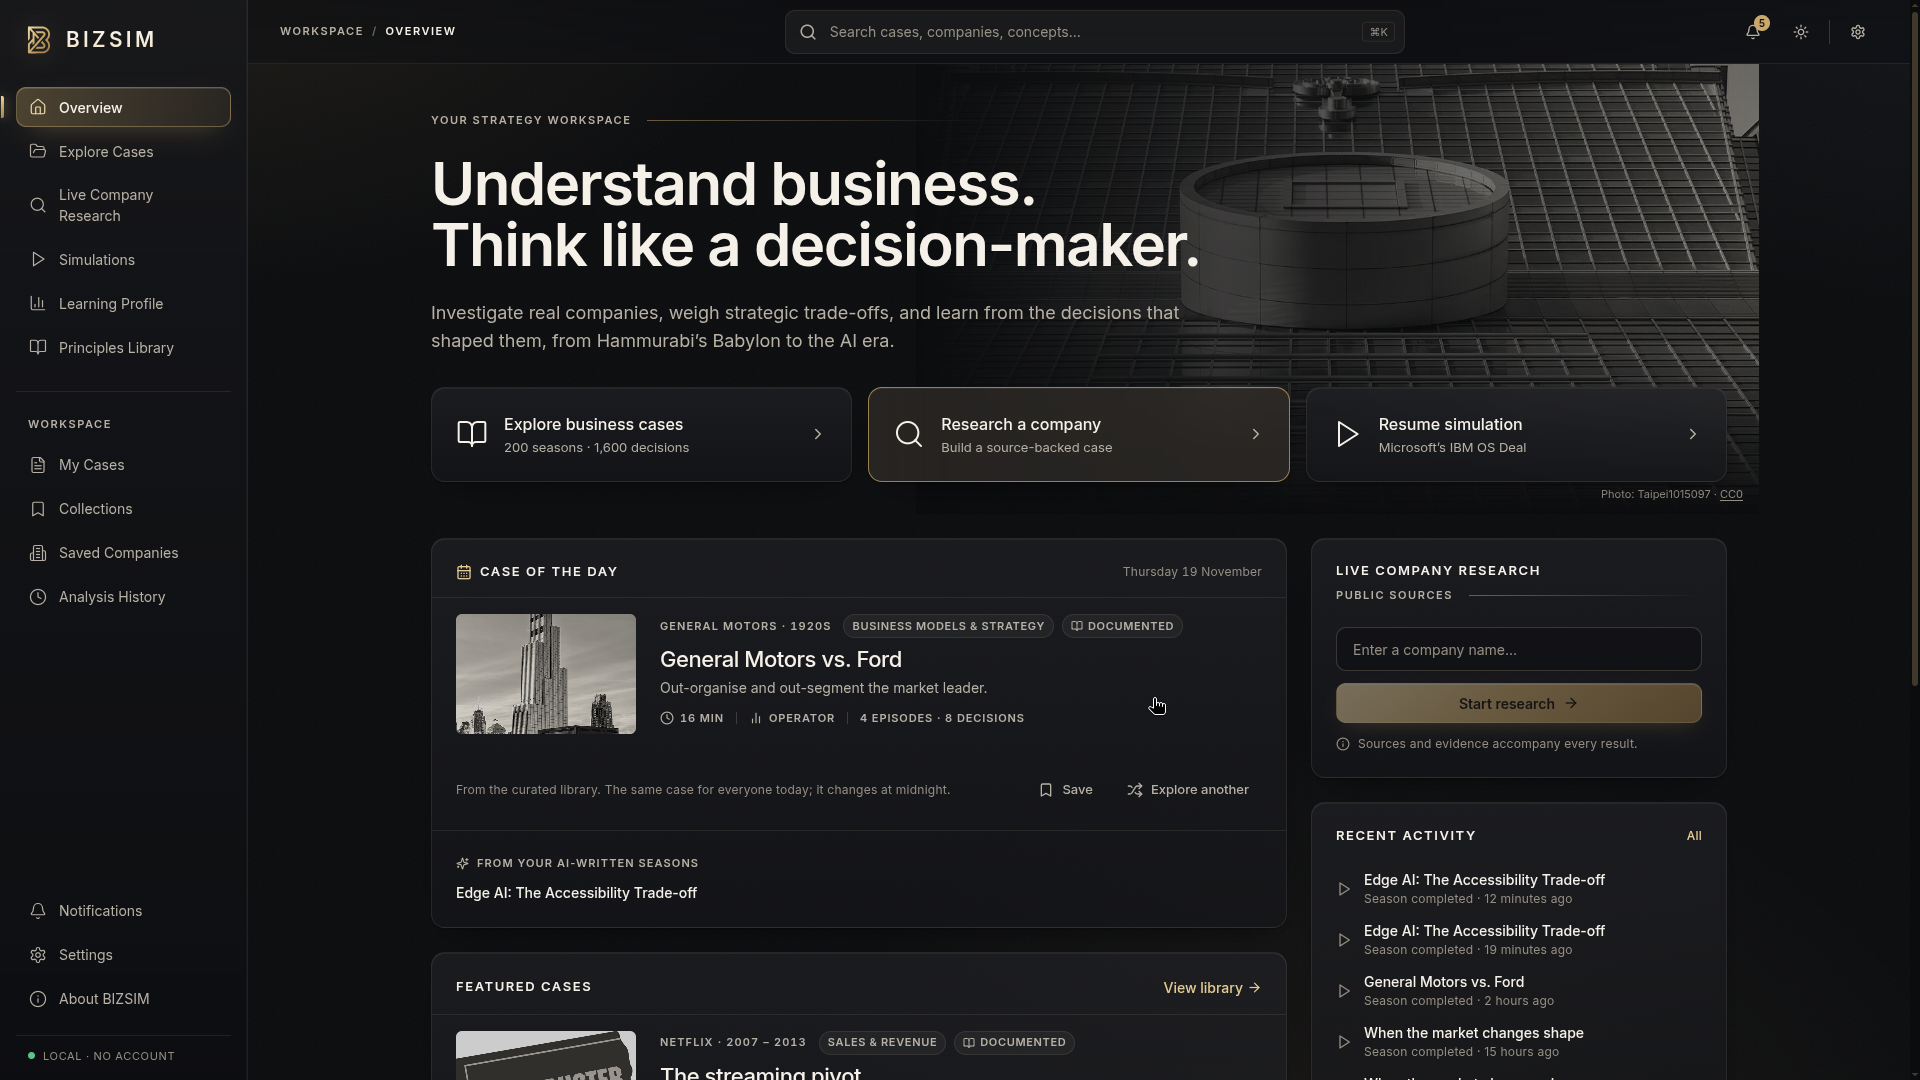 BIZSIM
Overview
Explore Cases
Live Company
Research
Simulations
Learning Profile
Principles Library
WORKSPACE
My Cases
Collections
Saved Companies
Analysis History
Notifications
Settings
About BIZSIM
LOCAL · NO ACCOUNT
WORKSPACE / OVERVIEW
Search cases, companies, concepts...
⌘K
5
YOUR STRATEGY WORKSPACE
Understand business.
Think like a decision-maker.
Investigate real companies, weigh strategic trade-offs, and learn from the decisions that
shaped them, from Hammurabi’s Babylon to the AI era.
Explore business cases
200 seasons · 1,600 decisions
Research a company
Build a source-backed case
Resume simulation
Microsoft’s IBM OS Deal
Photo: Taipei1015097 · CC0
CASE OF THE DAY
Thursday 19 November
GENERAL MOTORS · 1920S
BUSINESS MODELS & STRATEGY
DOCUMENTED
General Motors vs. Ford
Out-organise and out-segment the market leader.
16 MIN
OPERATOR
4 EPISODES · 8 DECISIONS
From the curated library. The same case for everyone today; it changes at midnight.
Save
Explore another
FROM YOUR AI-WRITTEN SEASONS
Edge AI: The Accessibility Trade-off
FEATURED CASES
View library
NETFLIX · 2007 – 2013
SALES & REVENUE
DOCUMENTED
The streaming pivot
LIVE COMPANY RESEARCH
PUBLIC SOURCES
Enter a company name...
Start research
Sources and evidence accompany every result.
RECENT ACTIVITY
All
Edge AI: The Accessibility Trade-off
Season completed · 12 minutes ago
Edge AI: The Accessibility Trade-off
Season completed · 19 minutes ago
General Motors vs. Ford
Season completed · 2 hours ago
When the market changes shape
Season completed · 15 hours ago